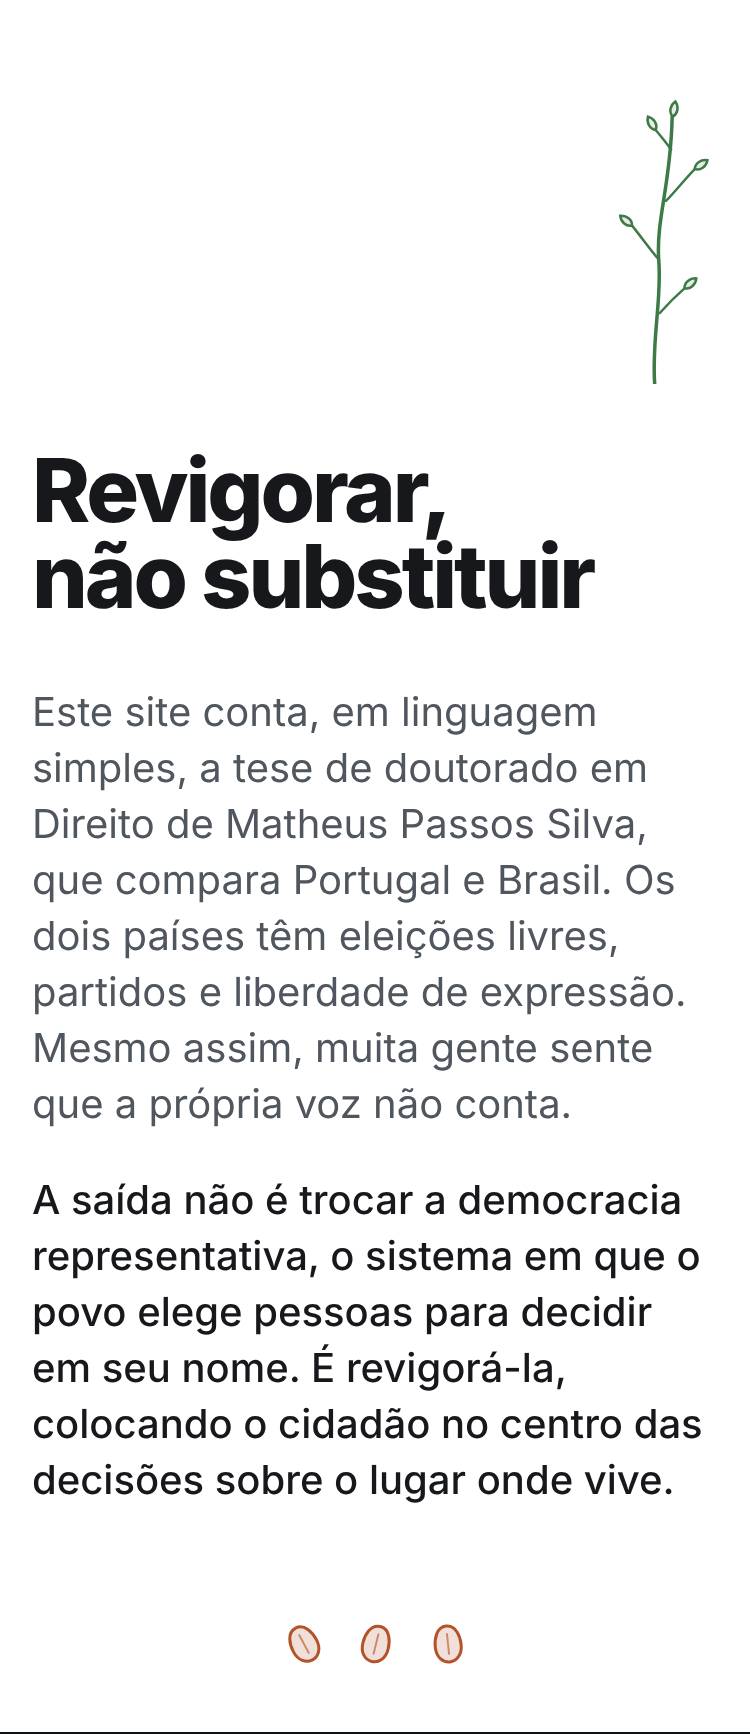 Revigorar,
não substituir
Este site conta, em linguagem
simples, a tese de doutorado em
Direito de Matheus Passos Silva,
que compara Portugal e Brasil. Os
dois países têm eleições livres,
partidos e liberdade de expressão.
Mesmo assim, muita gente sente
que a própria voz não conta.
A saída não é trocar a democracia
representativa, o sistema em que o
povo elege pessoas para decidir
em seu nome. É revigorá-la,
colocando o cidadão no centro das
decisões sobre o lugar onde vive.